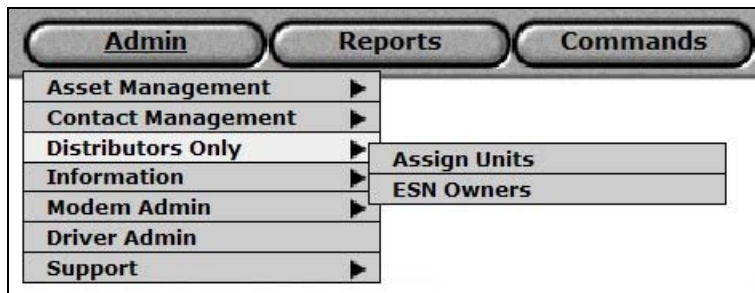 Admin Reports Commands
Asset Management
Contact Management
Distributors Only
Assign Units
Information
ESN Owners
Modem Admin
Driver Admin
Support